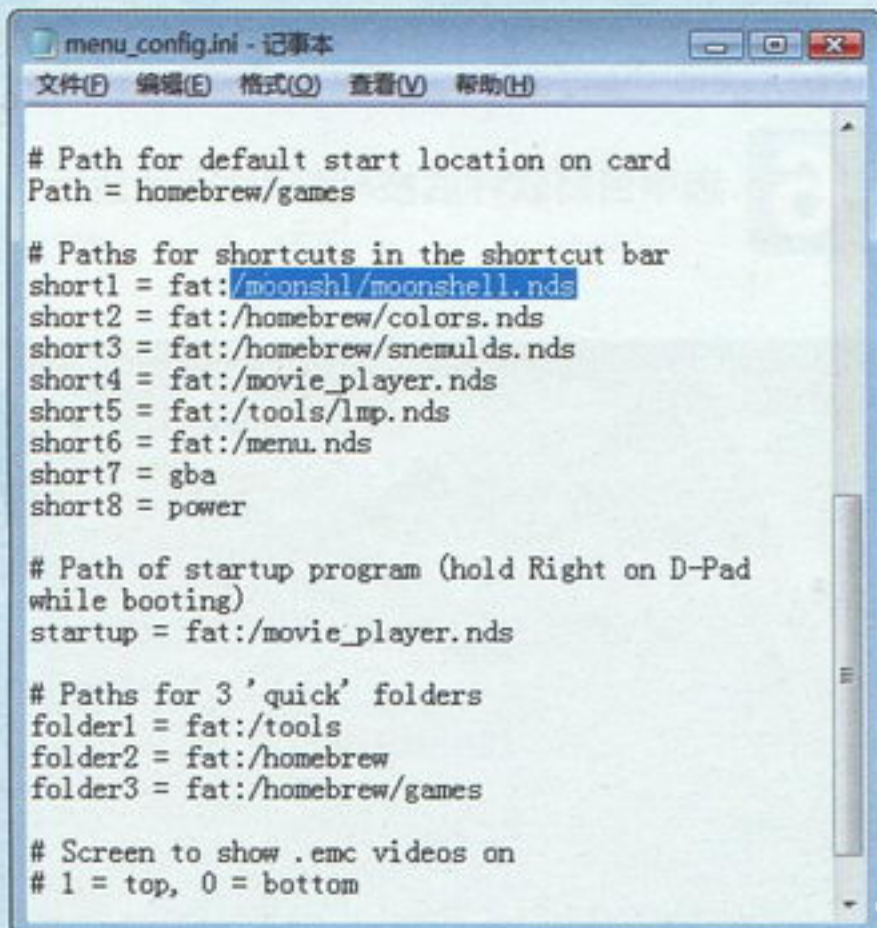 menu_config.ini - 记事本
文件(F) 编辑(E) 格式(O) 查看(V) 帮助(H)
# Path for default start location on card
Path = homebrew/games
# Paths for shortcuts in the shortcut bar
short1 = fat:/moonshl/moonshell.nds
short2 = fat:/homebrew/colors.nds
short3 = fat:/homebrew/snemulds.nds
short4 = fat:/movie_player.nds
short5 = fat:/tools/lmp.nds
short6 = fat:/menu.nds
short7 = gba
short8 = power
# Path of startup program (hold Right on D-Pad
while booting)
startup = fat:/movie_player.nds
# Paths for 3 'quick' folders
folder1 = fat:/tools
folder2 = fat:/homebrew
folder3 = fat:/homebrew/games
# Screen to show .emc videos on
# 1 = top, 0 = bottom